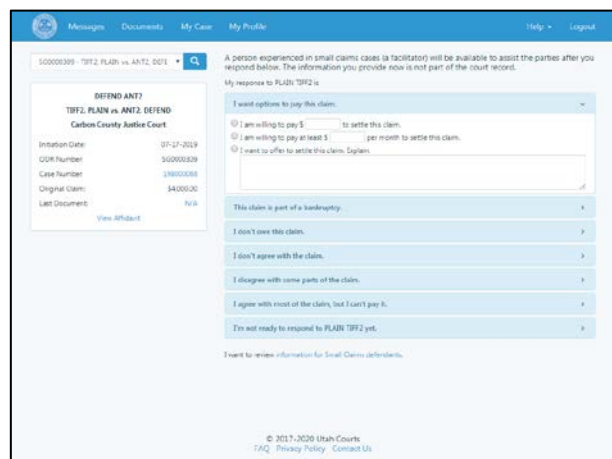 Messages Documents My Case My Profile Help Logout
SG0000309 - TIFF2, PLAIN vs. ANT2, DEFE
DEFEND ANT2
TIFF2, PLAIN vs. ANT2, DEFEND
Carbon County Justice Court
Initiation Date: 07-17-2019
ODR Number SG0000309
Case Number
Original Claim: $4,000.00
Last Document: N/A
View Affidavit
A person experienced in small claims cases (a facilitator) will be available to assist the parties after you
respond below. The information you provide now is not part of the court record.
My response to PLAIN TIFF2 is
I want options to pay this claim.
I am willing to pay $ to settle this claim.
I am willing to pay at least $ per month to settle this claim.
I want to offer to settle this claim. Explain.
This claim is part of a bankruptcy.
I don't owe this claim.
I don't agree with the claim.
I disagree with some parts of the claim.
I agree with most of the claim, but I can't pay it.
I'm not ready to respond to PLAIN TIFF2 yet.
I want to review information for Small Claims defendants.
© 2017-2020 Utah Courts
FAQ Privacy Policy Contact Us